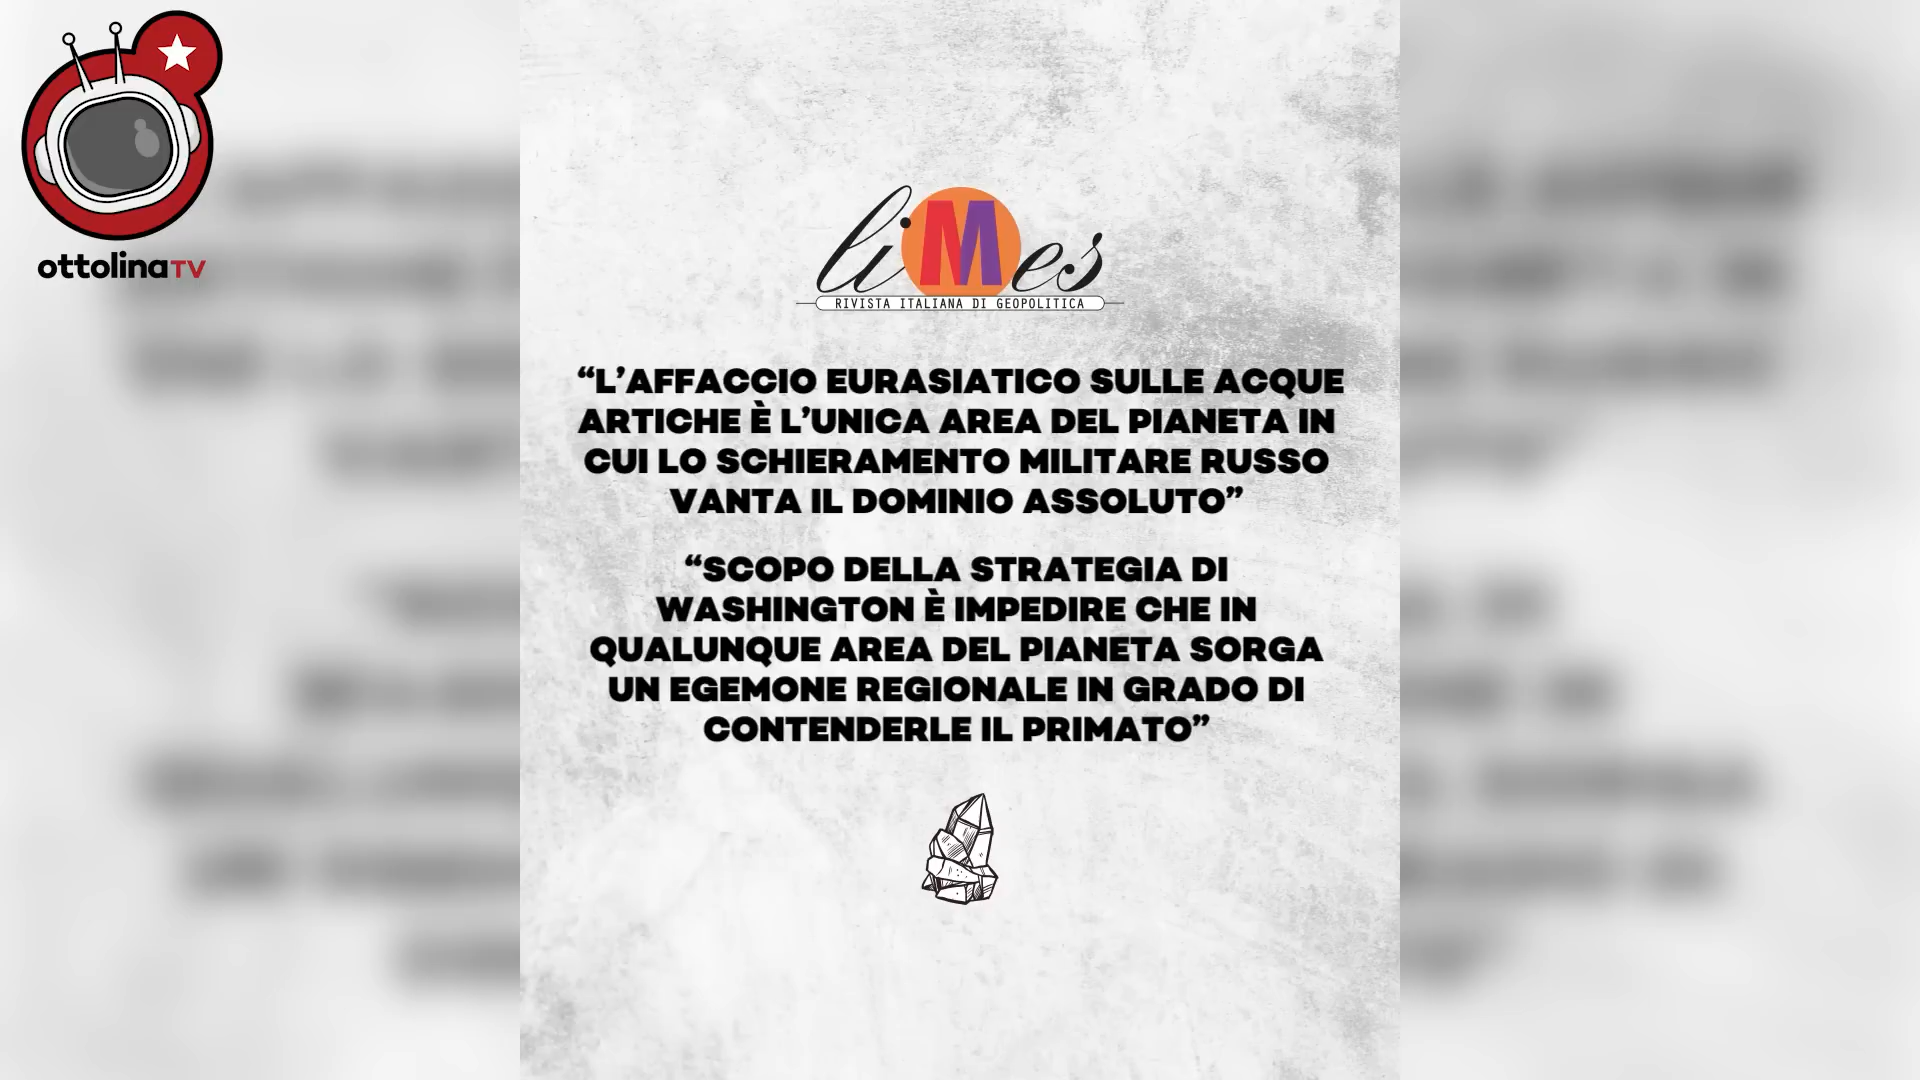 ottolinaTV
liMes
RIVISTA ITALIANA DI GEOPOLITICA
“L’AFFACCIO EURASIATICO SULLE ACQUE
ARTICHE È L’UNICA AREA DEL PIANETA IN
CUI LO SCHIERAMENTO MILITARE RUSSO
VANTA IL DOMINIO ASSOLUTO”
“SCOPO DELLA STRATEGIA DI
WASHINGTON È IMPEDIRE CHE IN
QUALUNQUE AREA DEL PIANETA SORGA
UN EGEMONE REGIONALE IN GRADO DI
CONTENDERLE IL PRIMATO”